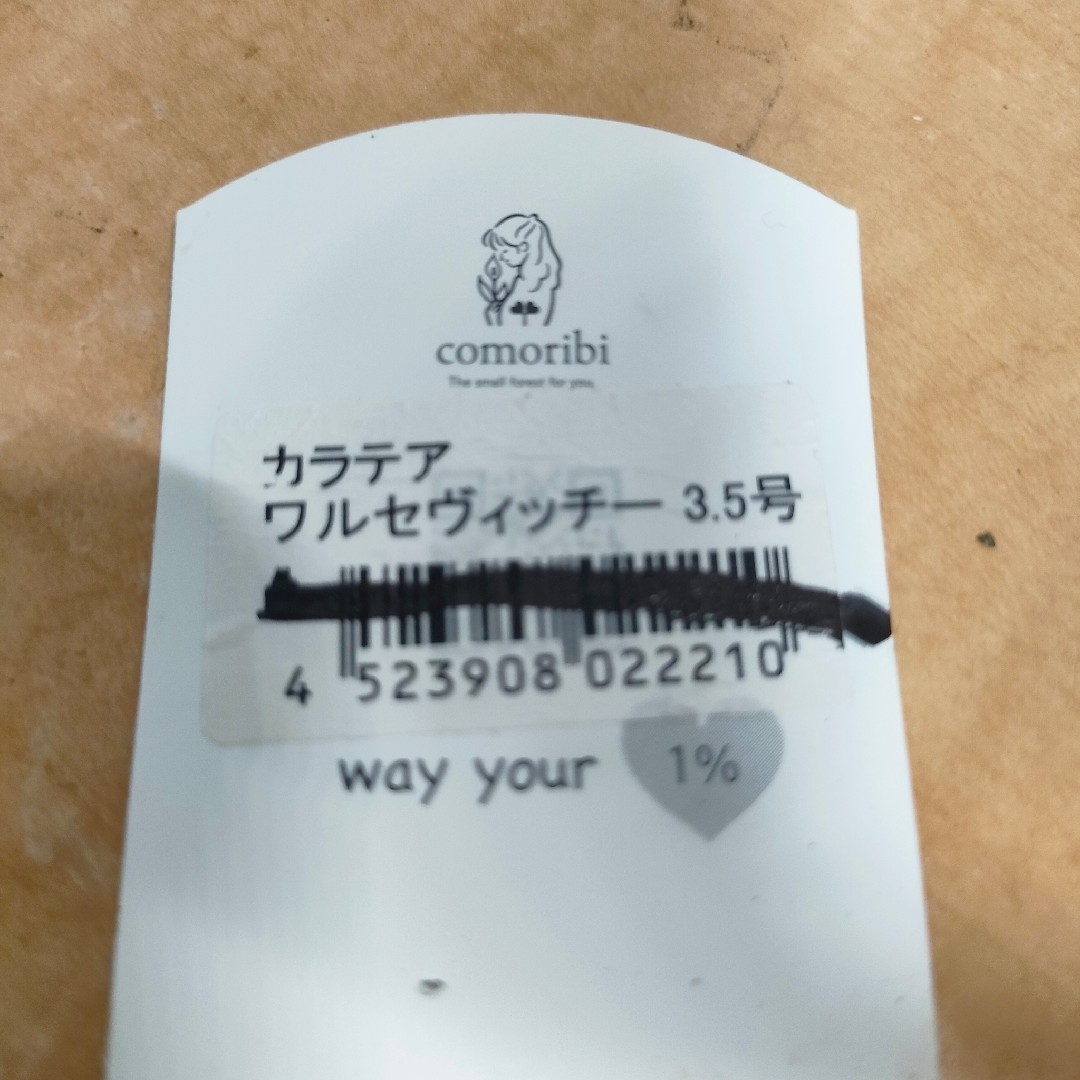 comoribi
The small forest for you.
カラテア
ワルセヴィッチー 3.5号
4 523908 022210
way your 1%